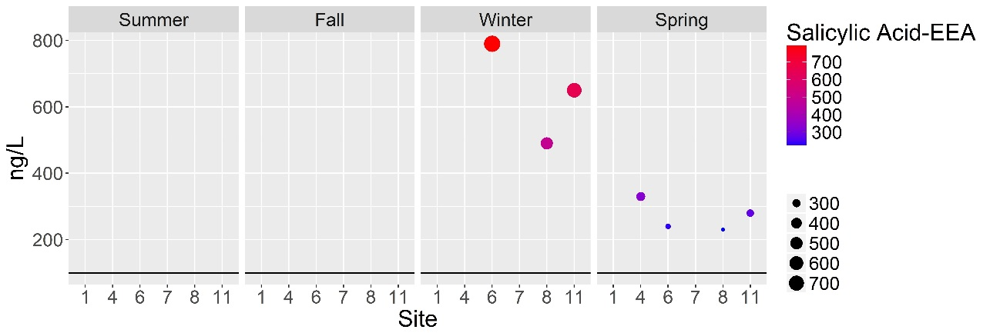 Summer Fall Winter Spring
Salicylic Acid-EEA
800
600
400
200
ng/L
700
600
500
400
300
300
400
500
600
700
1 4 6 7 8 11 1 4 6 7 8 11 1 4 6 7 8 11 1 4 6 7 8 11
Site